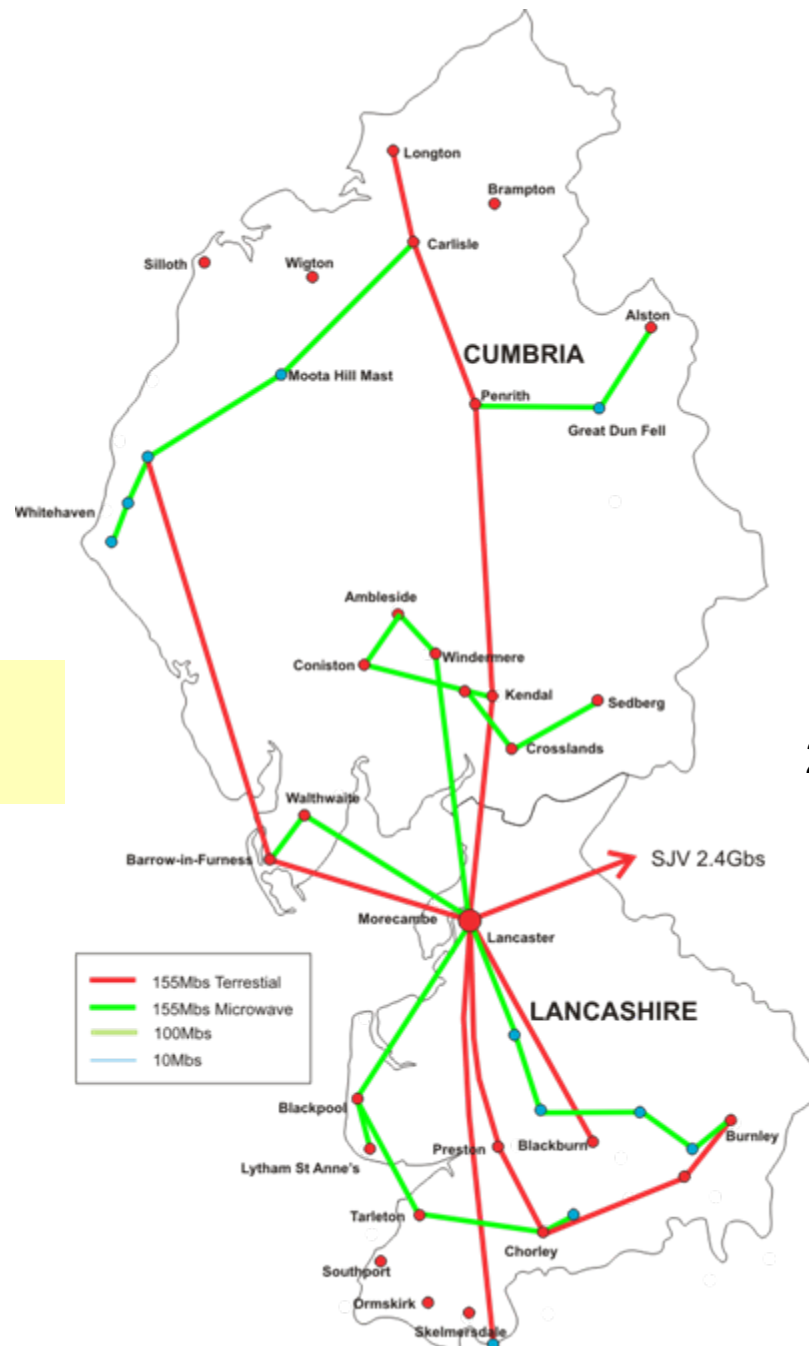 Longton
Brampton
Carlisle
Silloth
Wigton
Alston
CUMBRIA
Moota Hill Mast
Penrith
Great Dun Fell
Whitehaven
Ambleside
Windermere
Coniston
Kendal
Sedberg
Crosslands
Walthwaite
Barrow-in-Furness
SJV 2.4Gbs
Morecambe
Lancaster
155Mbs Terrestial
155Mbs Microwave
100Mbs
10Mbs
LANCASHIRE
Blackpool
Burnley
Preston
Blackburn
Lytham St Anne's
Tarleton
Chorley
Southport
Ormskirk
Skelmersdale